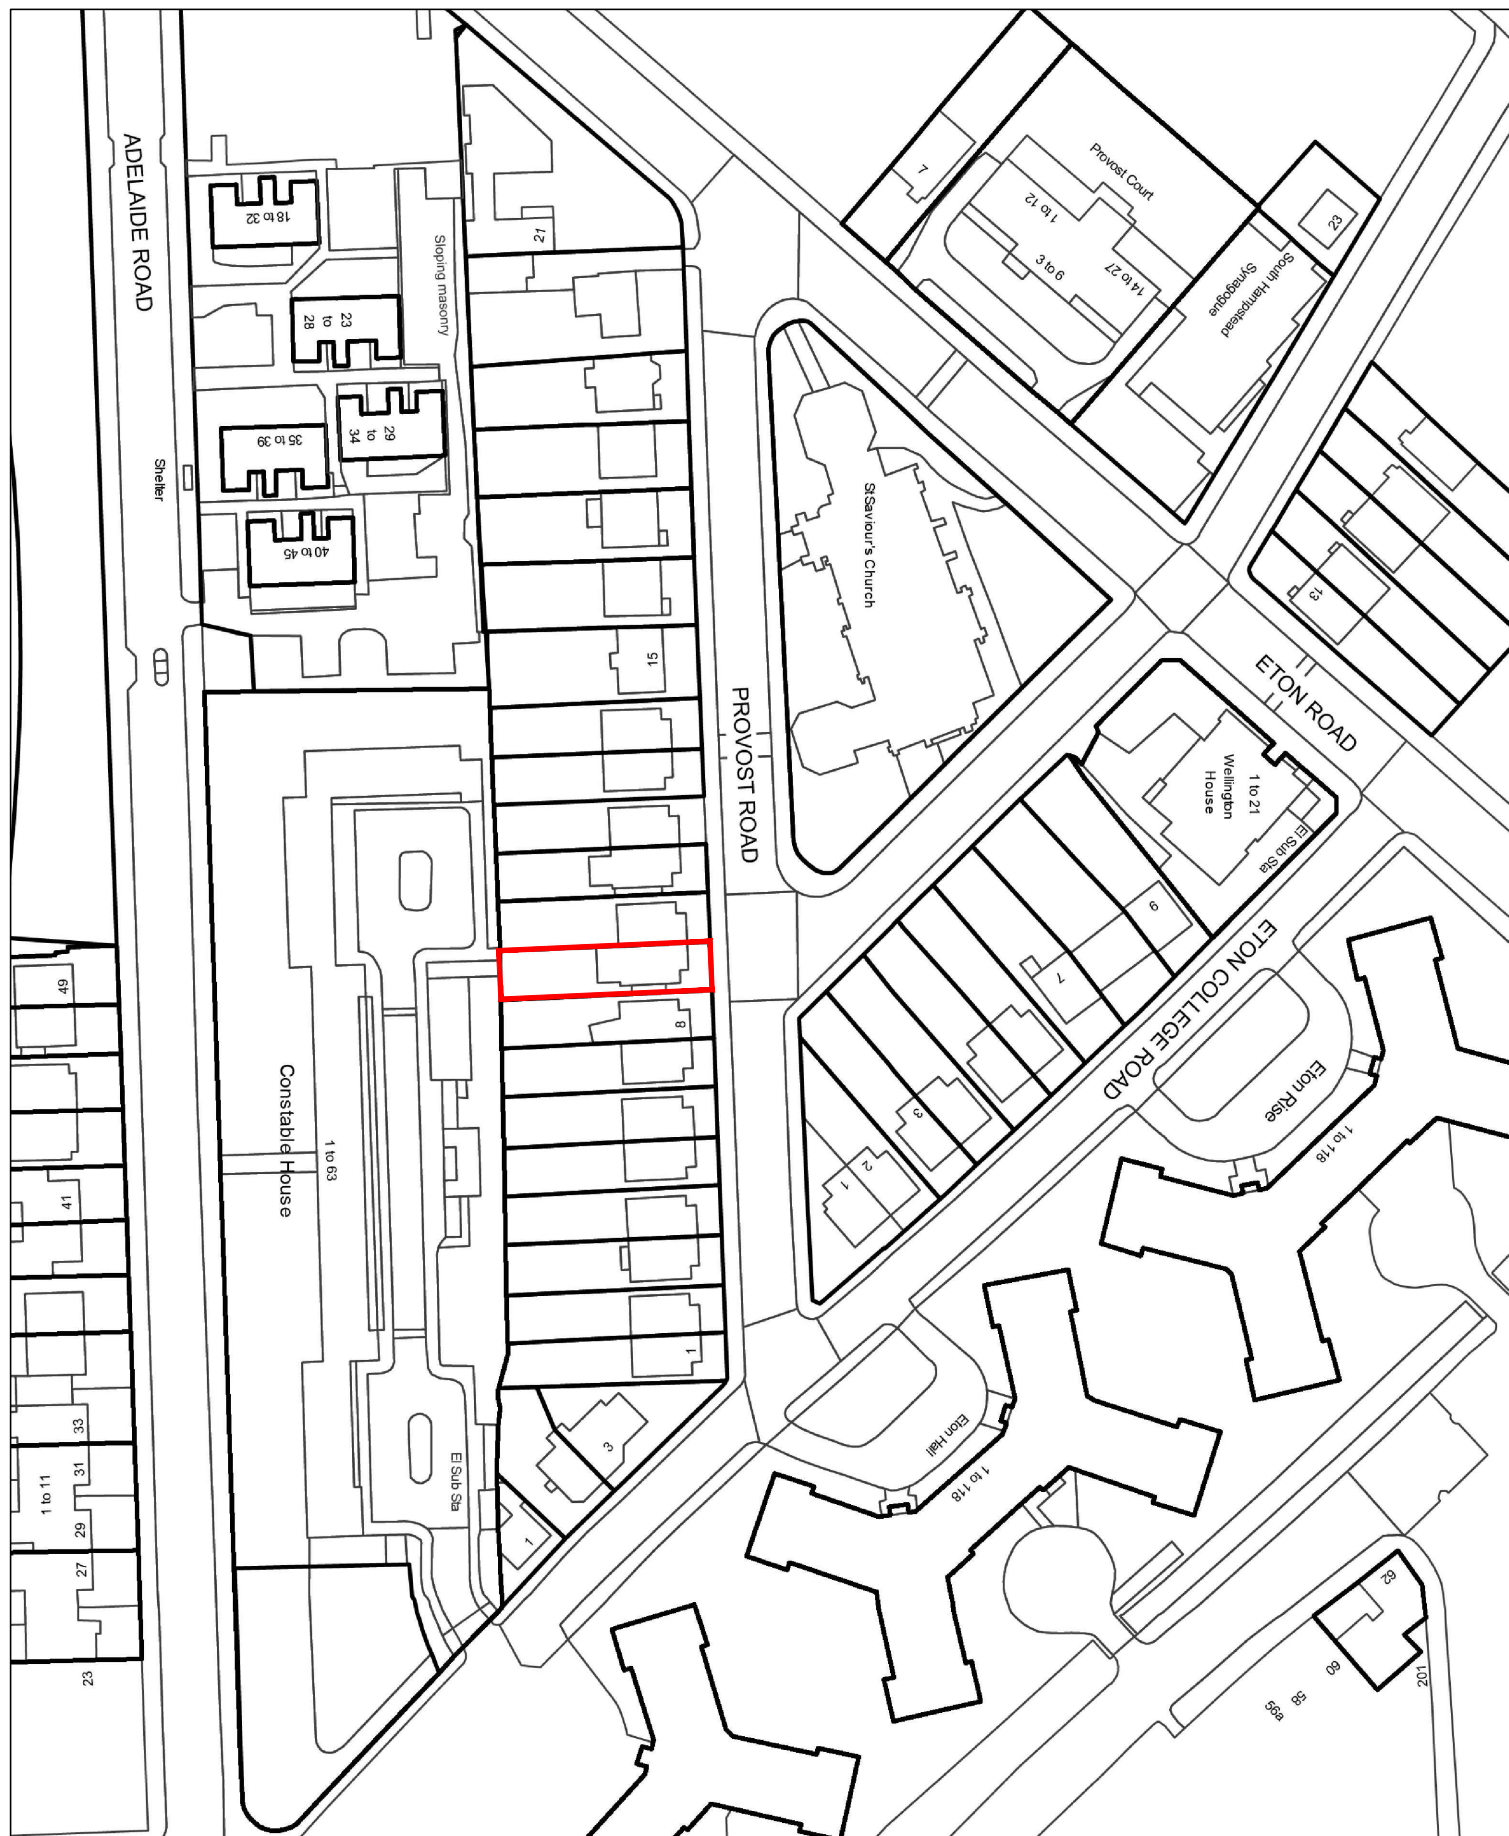 ADELAIDE ROAD
18 to 32
Sloping masonry
21
23
to
28
29
to
34
35 to 39
Shelter
40 to 45
7
Provost Court
1 to 12
3 to 9
14 to 27
23
South Hampstead
Synagogue
St Saviour's Church
13
ETON ROAD
15
PROVOST ROAD
1 to 21
Wellington
House
El Sub Sta
9
7
ETON COLLEGE ROAD
8
3
2
1
Eton Rise
1 to 118
49
41
Constable House
1 to 63
1
3
1
El Sub Sta
Eton Hall
1 to 118
33
31
1 to 11
29
27
23
62
60
58
59a
201